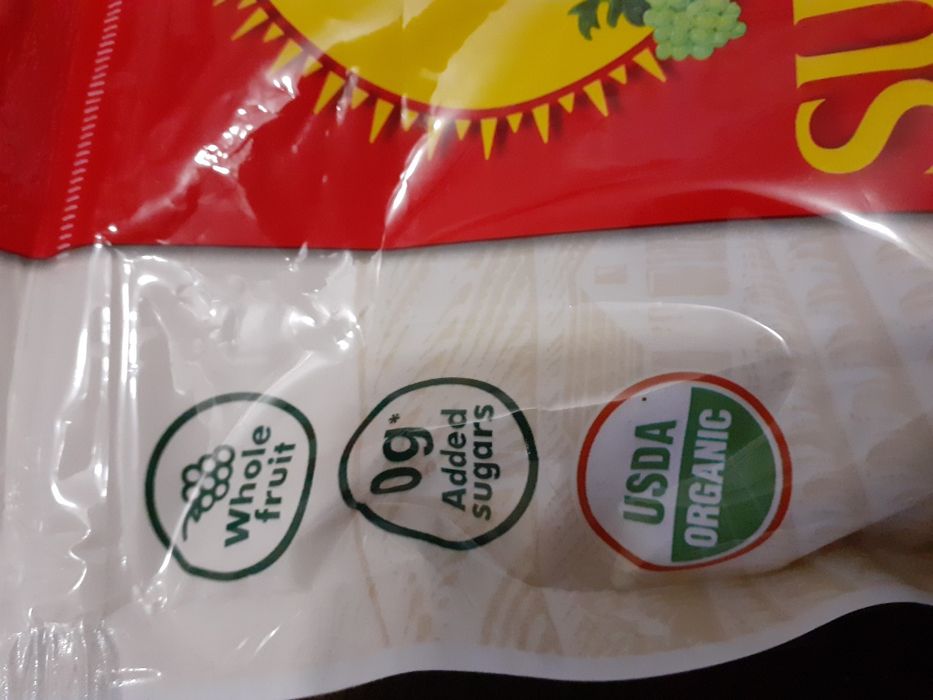 SU
Whole
fruit
0g*
Added
sugars
USDA
ORGANIC